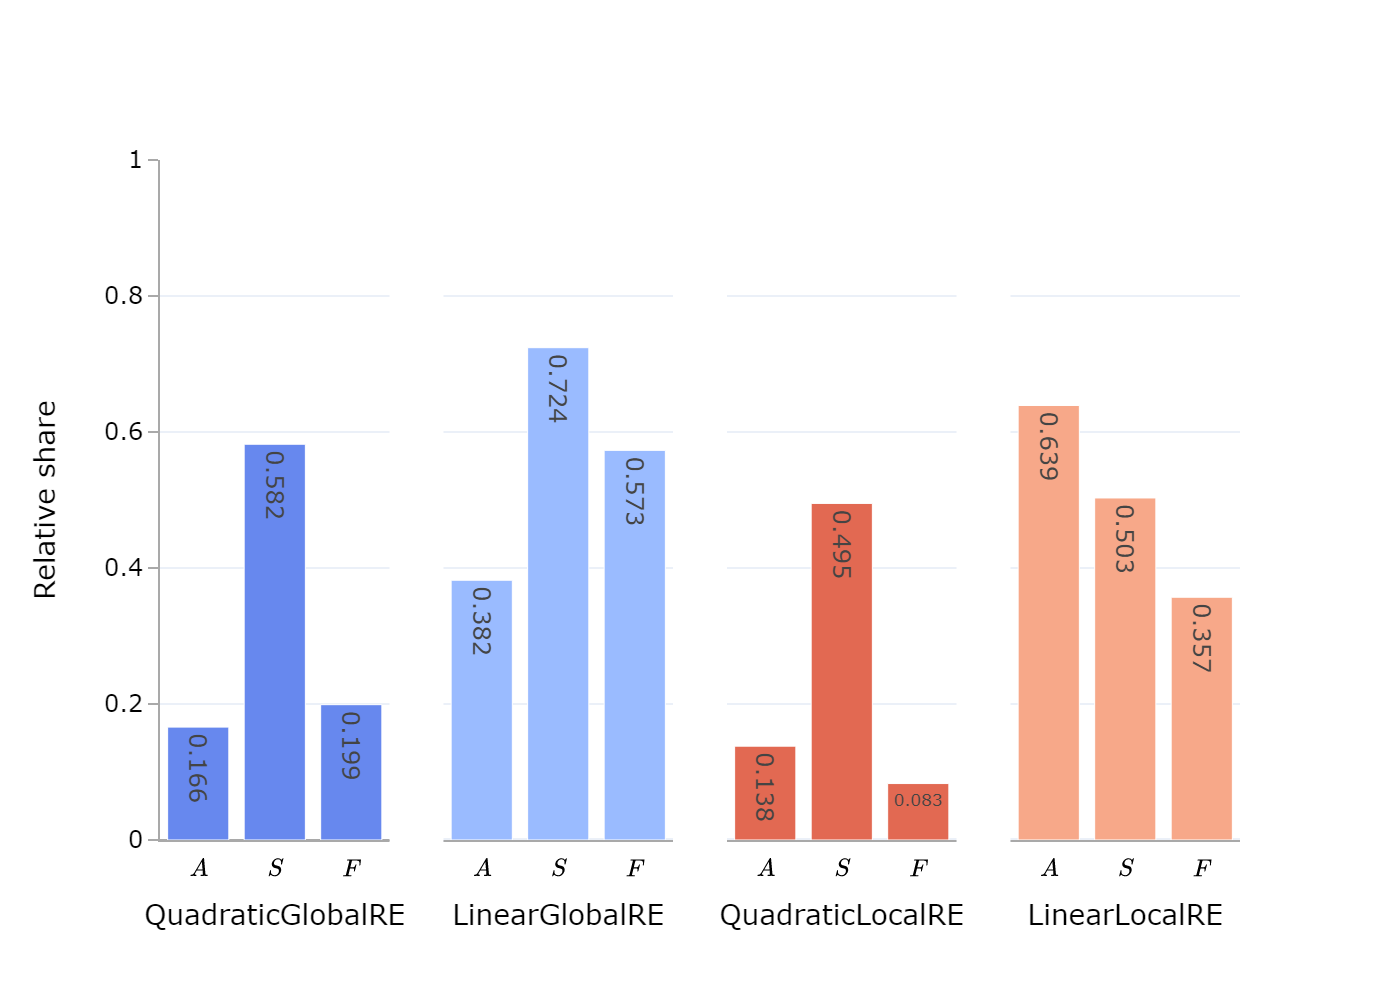 1
0.8
0.6
0.4
0.2
0
Relative share
0.166
0.582
0.199
0.382
0.724
0.573
0.138
0.495
0.083
0.639
0.503
0.357
A S F
A S F
A S F
A S F
QuadraticGlobalRE
LinearGlobalRE
QuadraticLocalRE
LinearLocalRE